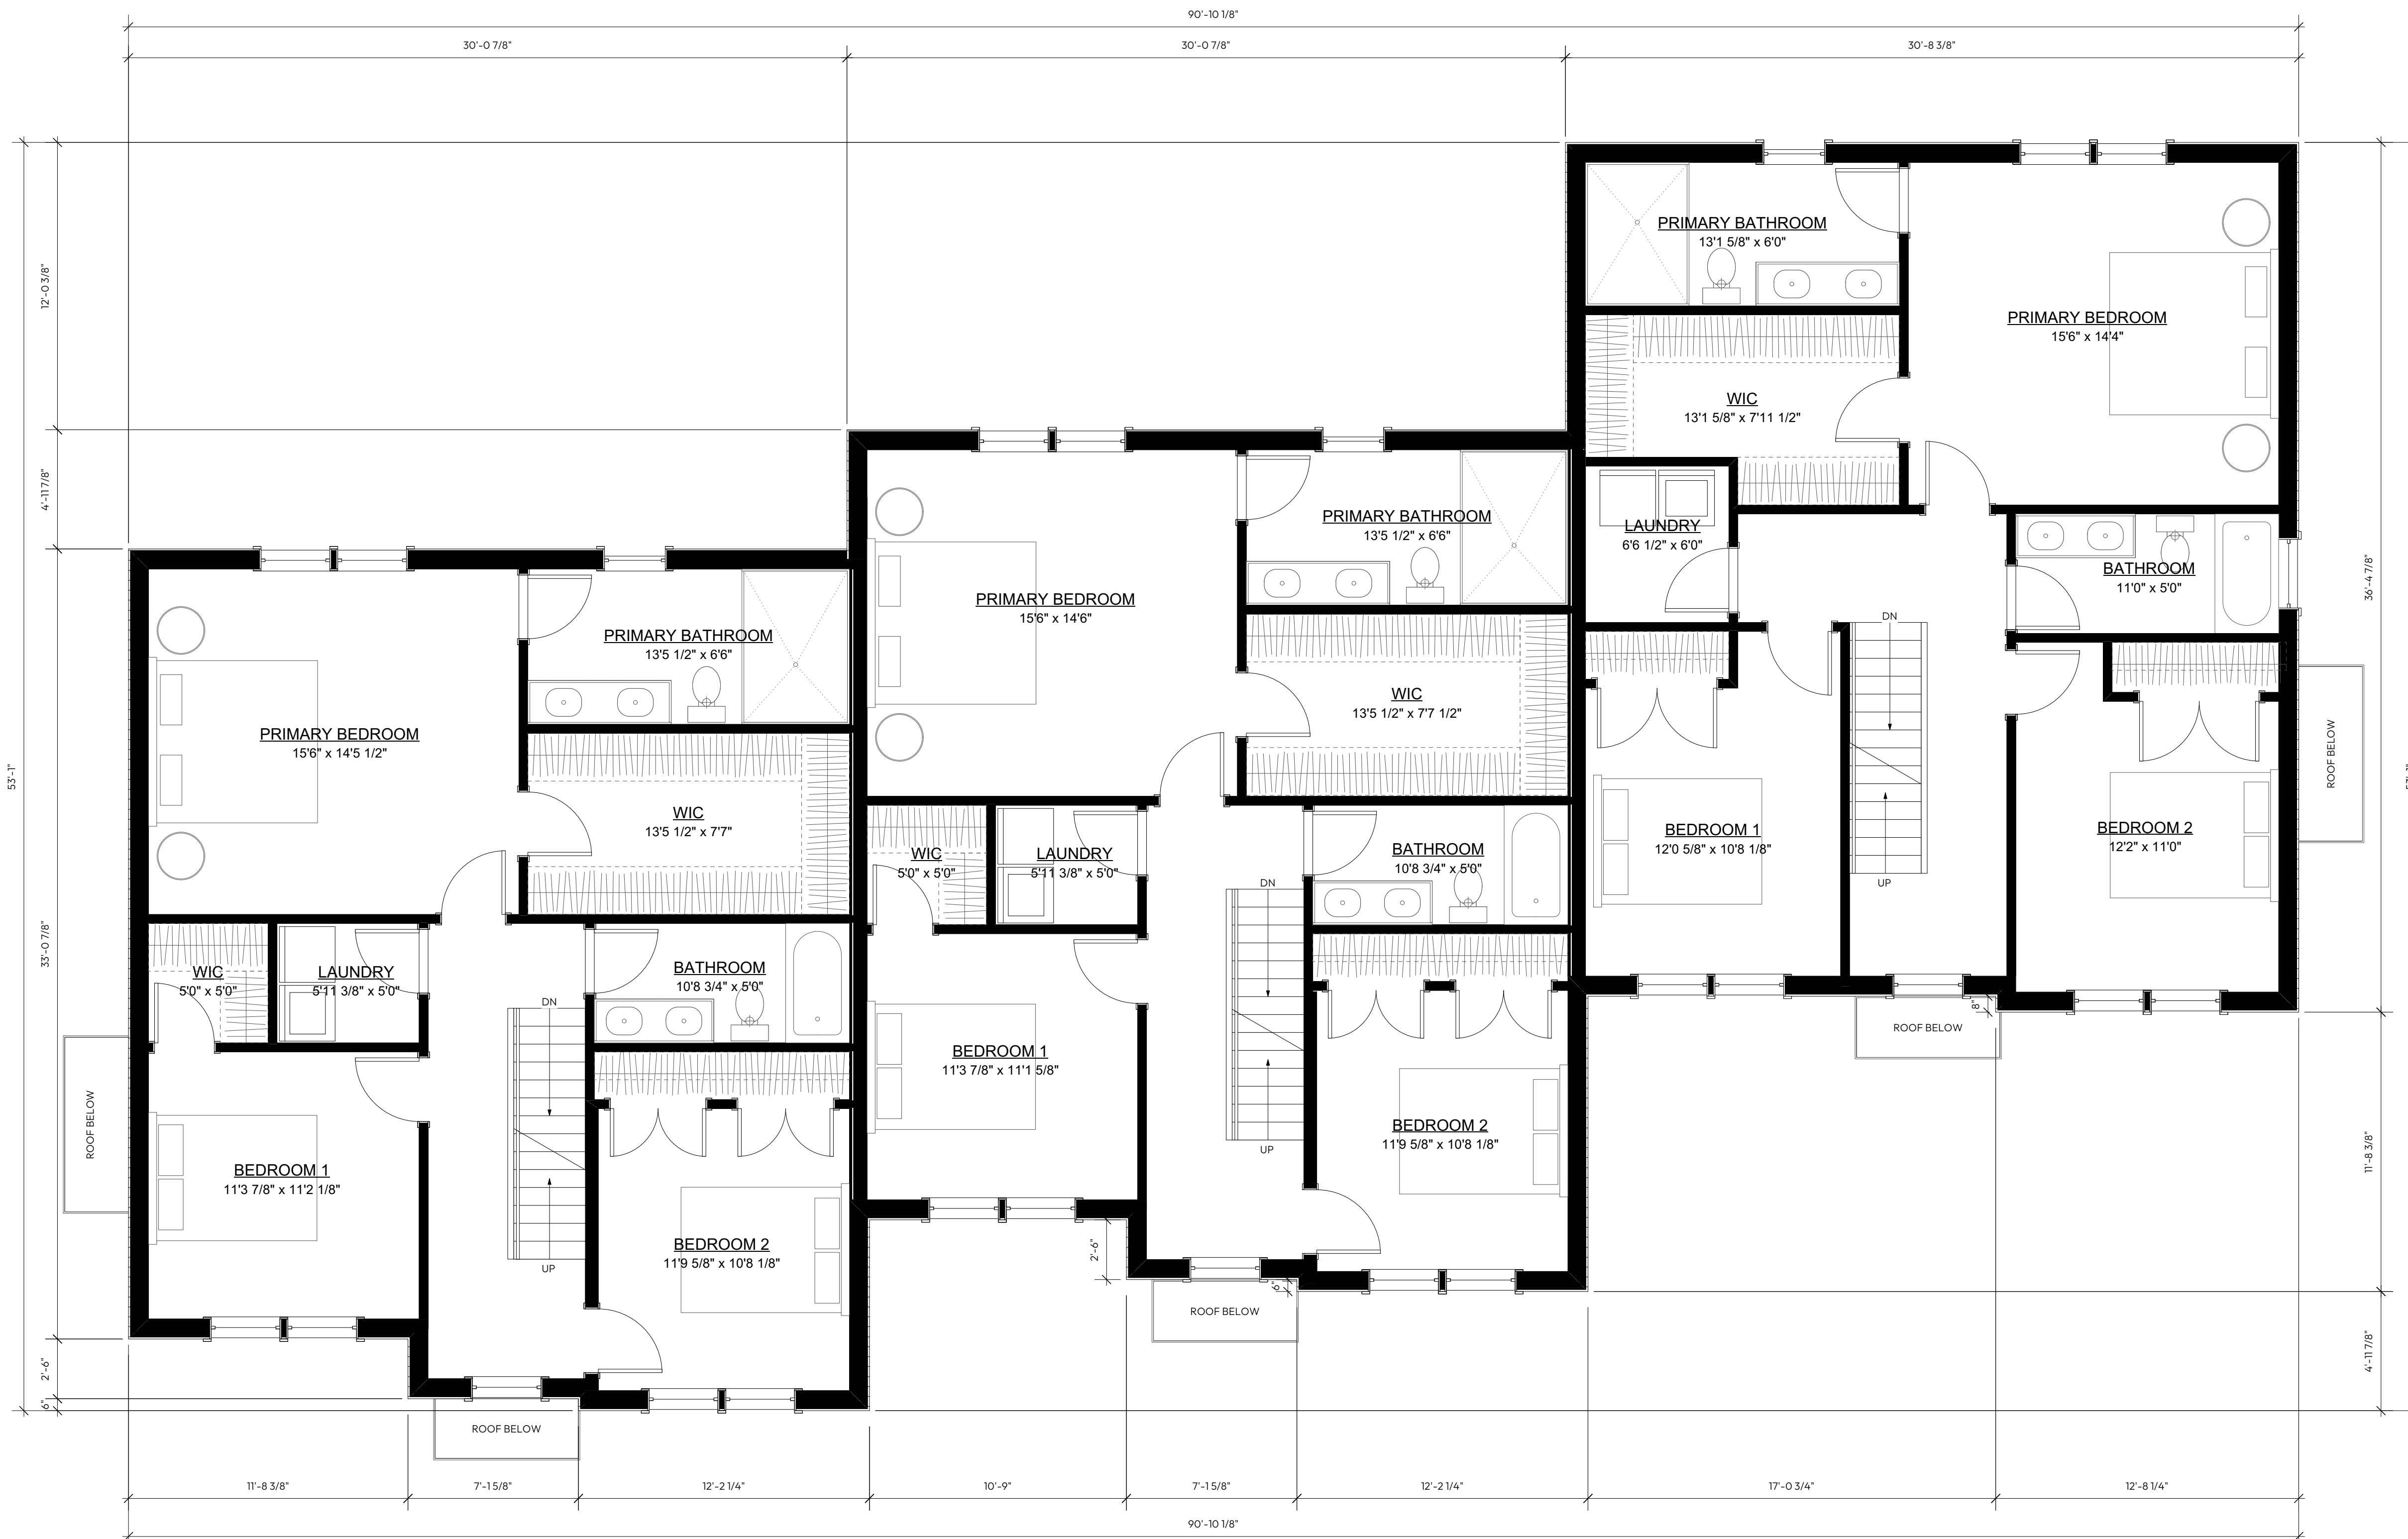 90'-10 1/8"
30'-0 7/8"
30'-0 7/8"
30'-8 3/8"
12'-0 3/8"
4'-11 7/8"
53'-1"
33'-0 7/8"
2'-6"
6"
PRIMARY BATHROOM
13'1 5/8" x 6'0"
PRIMARY BEDROOM
15'6" x 14'4"
WIC
13'1 5/8" x 7'11 1/2"
LAUNDRY
6'6 1/2" x 6'0"
BATHROOM
11'0" x 5'0"
DN
UP
BEDROOM 1
12'0 5/8" x 10'8 1/8"
BEDROOM 2
12'2" x 11'0"
ROOF BELOW
ROOF BELOW
8"
36'-4 7/8"
11'-8 3/8"
4'-11 7/8"
PRIMARY BATHROOM
13'5 1/2" x 6'6"
PRIMARY BEDROOM
15'6" x 14'6"
WIC
13'5 1/2" x 7'7 1/2"
WIC
5'0" x 5'0"
LAUNDRY
5'11 3/8" x 5'0"
BATHROOM
10'8 3/4" x 5'0"
DN
UP
BEDROOM 1
11'3 7/8" x 11'1 5/8"
BEDROOM 2
11'9 5/8" x 10'8 1/8"
2'-6"
6"
ROOF BELOW
PRIMARY BATHROOM
13'5 1/2" x 6'6"
PRIMARY BEDROOM
15'6" x 14'5 1/2"
WIC
13'5 1/2" x 7'7"
WIC
5'0" x 5'0"
LAUNDRY
5'11 3/8" x 5'0"
BATHROOM
10'8 3/4" x 5'0"
DN
UP
ROOF BELOW
BEDROOM 1
11'3 7/8" x 11'2 1/8"
BEDROOM 2
11'9 5/8" x 10'8 1/8"
ROOF BELOW
11'-8 3/8"
7'-1 5/8"
12'-2 1/4"
10'-9"
7'-1 5/8"
12'-2 1/4"
17'-0 3/4"
12'-8 1/4"
90'-10 1/8"